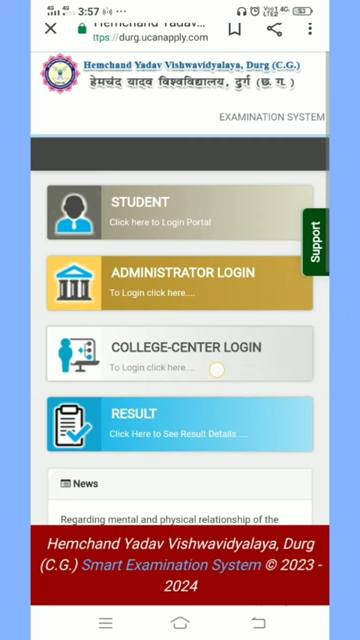 3:57
Hemchand Yadav...
ttps://durg.ucanapply.com
Hemchand Yadav Vishwavidyalaya, Durg (C.G.)
हेमचंद यादव विश्वविद्यालय, दुर्ग (छ. ग.)
EXAMINATION SYSTEM
STUDENT
Click here to Login Portal
Support
ADMINISTRATOR LOGIN
To Login click here....
COLLEGE-CENTER LOGIN
To Login click here....
RESULT
Click Here to See Result Details ....
News
Regarding mental and physical relationship of the
Hemchand Yadav Vishwavidyalaya, Durg
(C.G.) Smart Examination System © 2023 -
2024